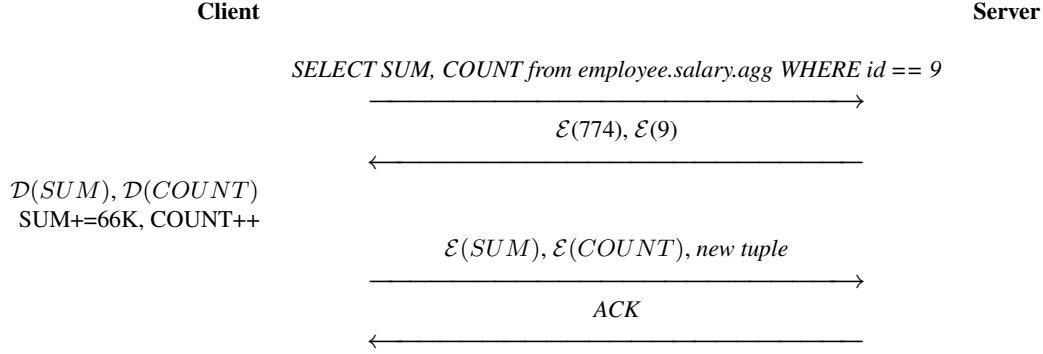 Client Server
SELECT SUM, COUNT from employee.salary.agg WHERE id == 9
ℰ(774), ℰ(9)
𝒟(SUM), 𝒟(COUNT)
SUM+=66K, COUNT++
ℰ(SUM), ℰ(COUNT), new tuple
ACK